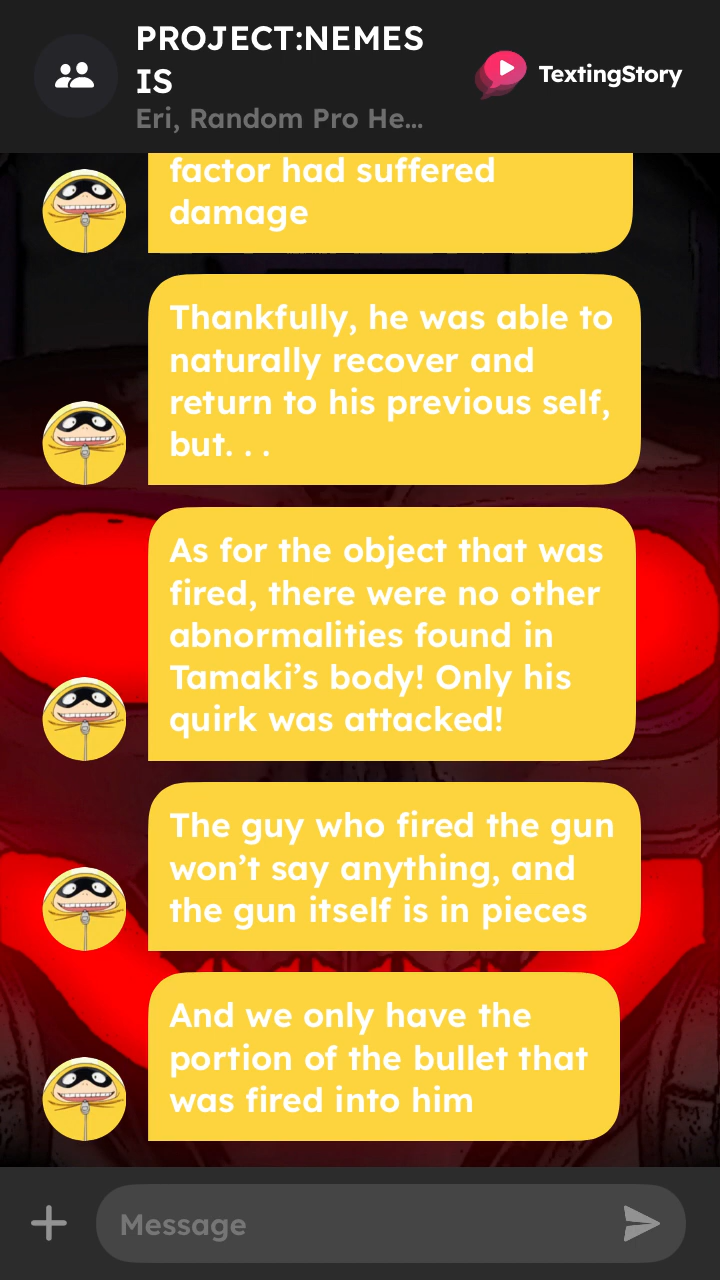 PROJECT:NEMES
IS
Eri, Random Pro He...
TextingStory
factor had suffered
damage
Thankfully, he was able to
naturally recover and
return to his previous self,
but. . .
As for the object that was
fired, there were no other
abnormalities found in
Tamaki’s body! Only his
quirk was attacked!
The guy who fired the gun
won’t say anything, and
the gun itself is in pieces
And we only have the
portion of the bullet that
was fired into him
Message